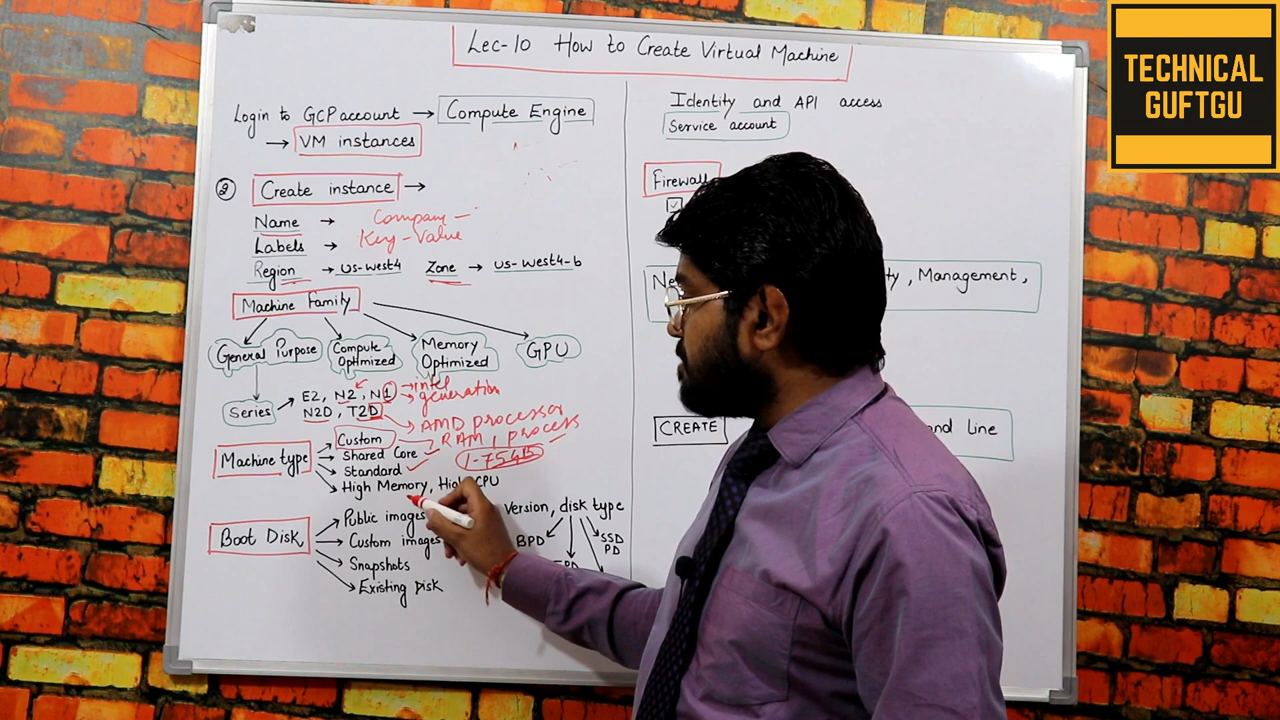 Lec-10 How to Create Virtual Machine
TECHNICAL
GUFTGU
Login to GCP account → Compute Engine
→ VM instances
② Create instance →
Name → Company -
Labels → Key-Value
Region → us-west4 Zone → us-west4-b
Machine Family
General Purpose
Compute Optimized
Memory Optimized
GPU
Series → E2, N2, N1 → intel
→ generation
N2D, T2D → AMD processor
Machine type
Custom RAM, process
Shared Core
Standard
High Memory, CPU
Boot Disk
Public images
Custom images
Snapshots
Existing Disk
Version, disk type
BPD
SSD
PD
Identity and API access
Service account
Firewall
, Management,
CREATE
Line